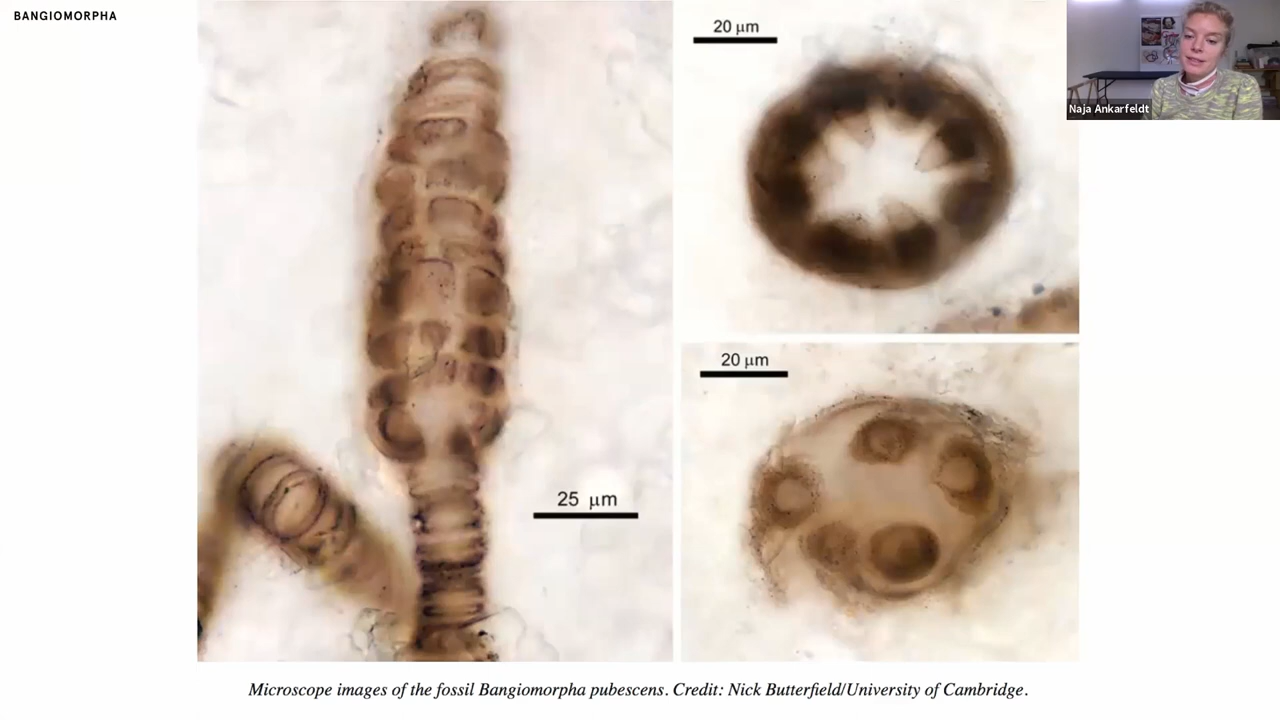 BANGIOMORPHA
20 μm
Naja Ankarfeldt
20 μm
25 μm
Microscope images of the fossil Bangiomorpha pubescens. Credit: Nick Butterfield/University of Cambridge.